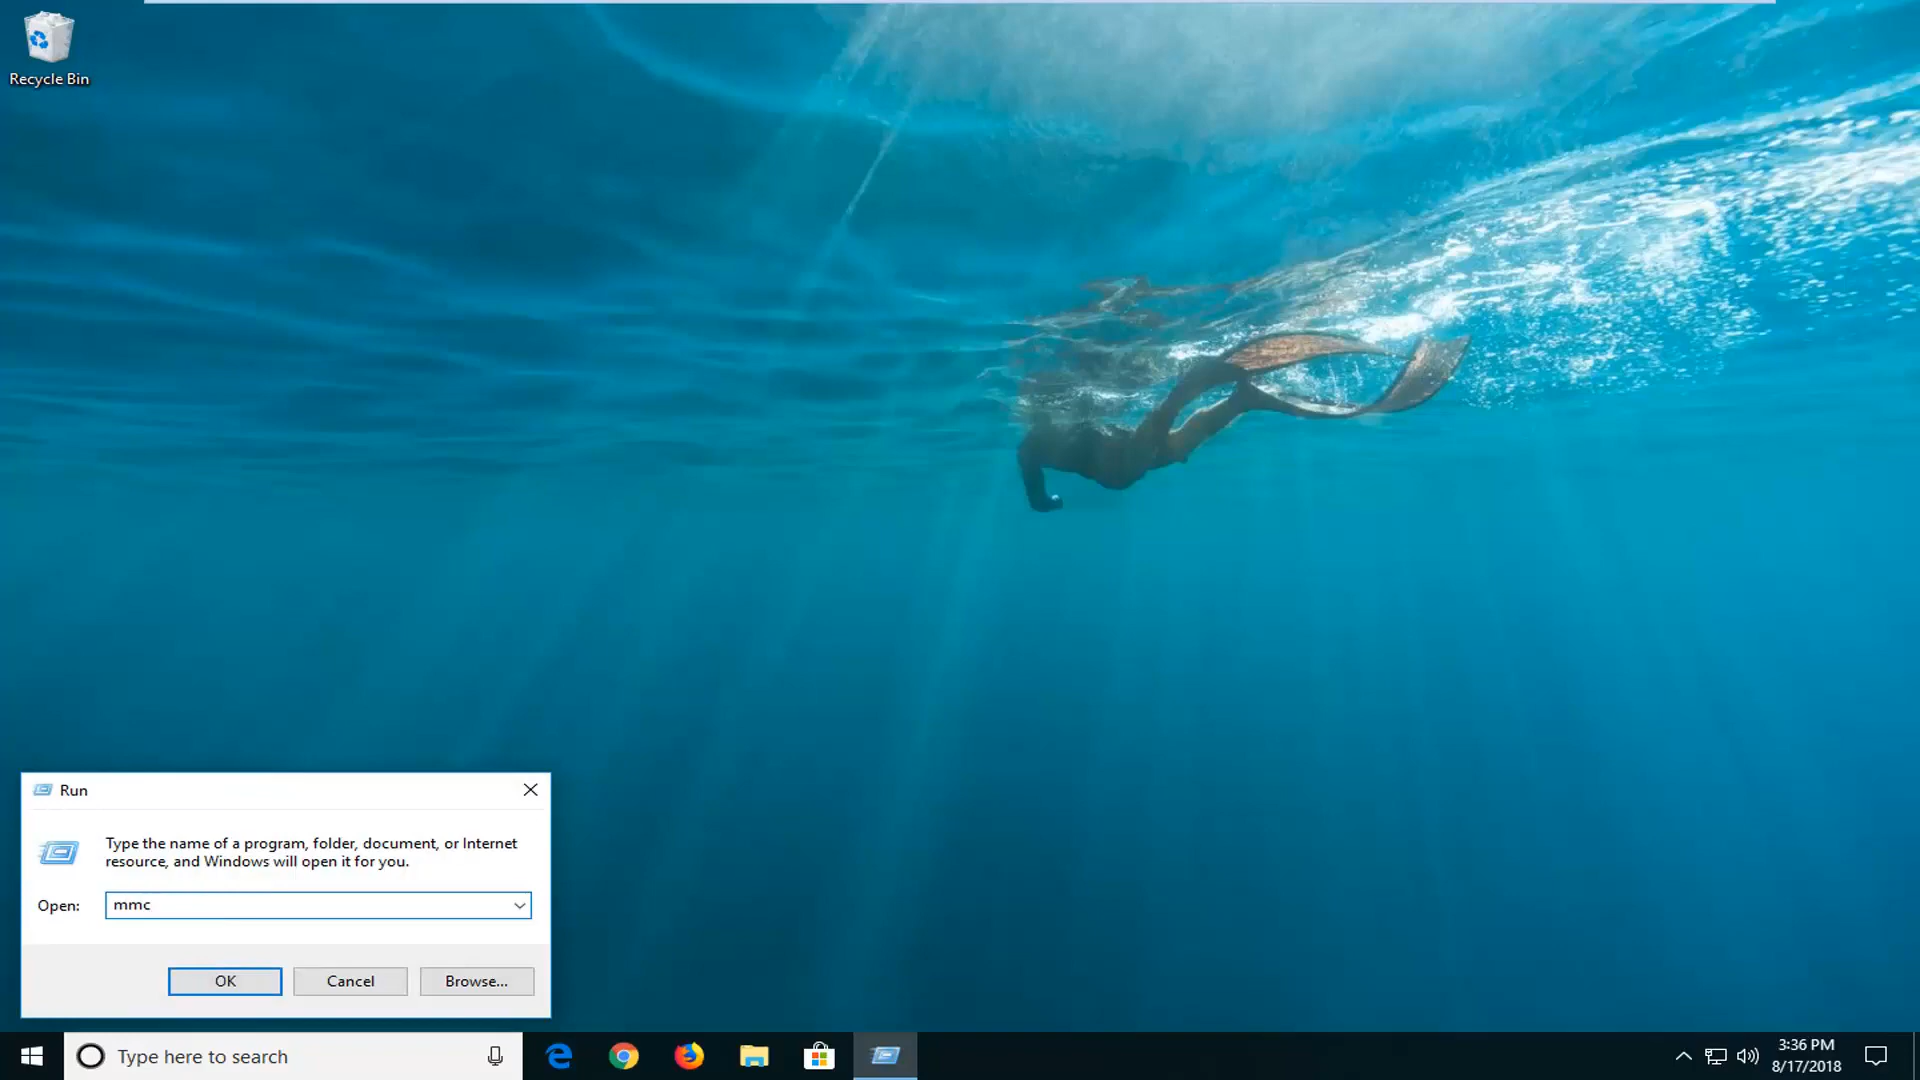 Recycle Bin
Run
Type the name of a program, folder, document, or Internet
resource, and Windows will open it for you.
Open:
mmc
OK
Cancel
Browse...
Type here to search
3:36 PM
8/17/2018